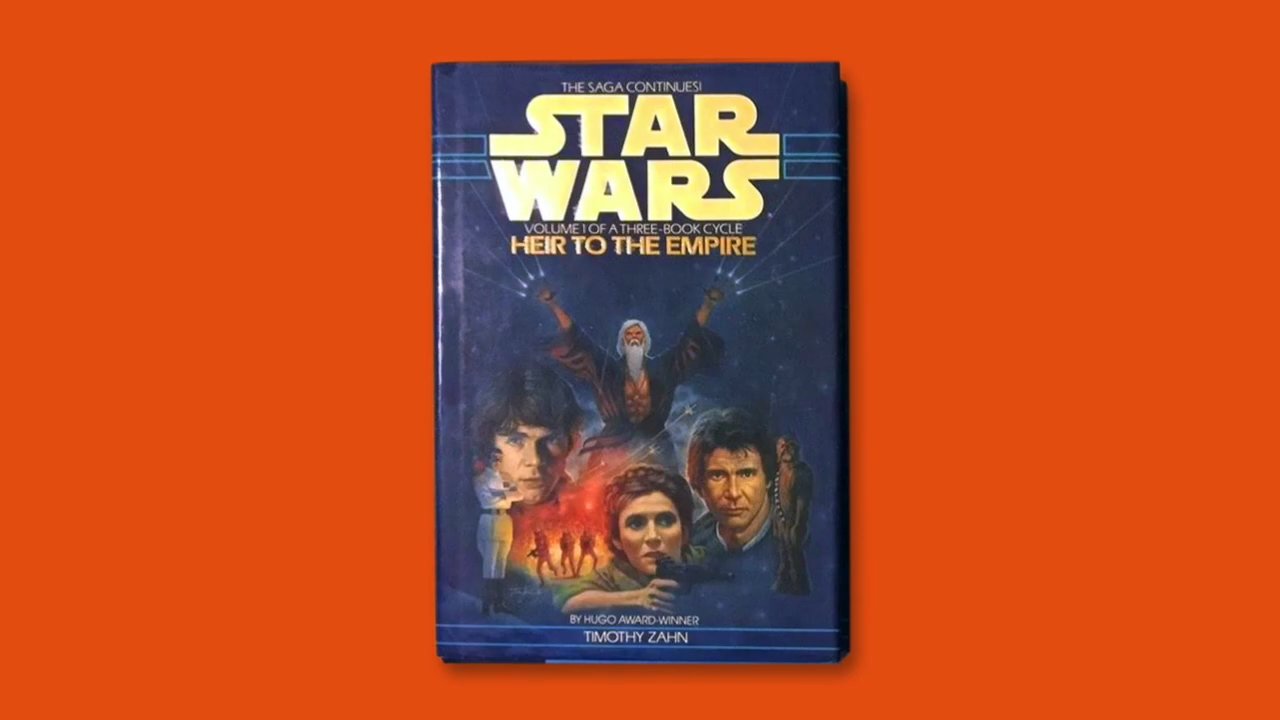 THE SAGA CONTINUES!
STAR
WARS
VOLUME 1 OF A THREE-BOOK CYCLE
HEIR TO THE EMPIRE
BY HUGO AWARD-WINNER
TIMOTHY ZAHN